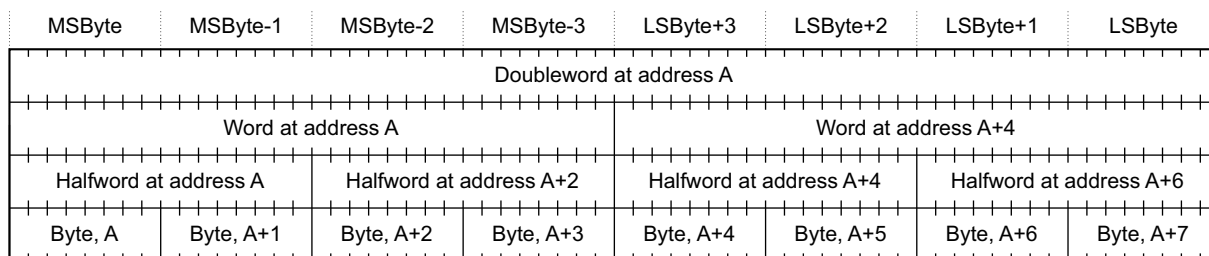 MSByte MSByte-1 MSByte-2 MSByte-3 LSByte+3 LSByte+2 LSByte+1 LSByte
Doubleword at address A
Word at address A Word at address A+4
Halfword at address A Halfword at address A+2 Halfword at address A+4 Halfword at address A+6
Byte, A Byte, A+1 Byte, A+2 Byte, A+3 Byte, A+4 Byte, A+5 Byte, A+6 Byte, A+7